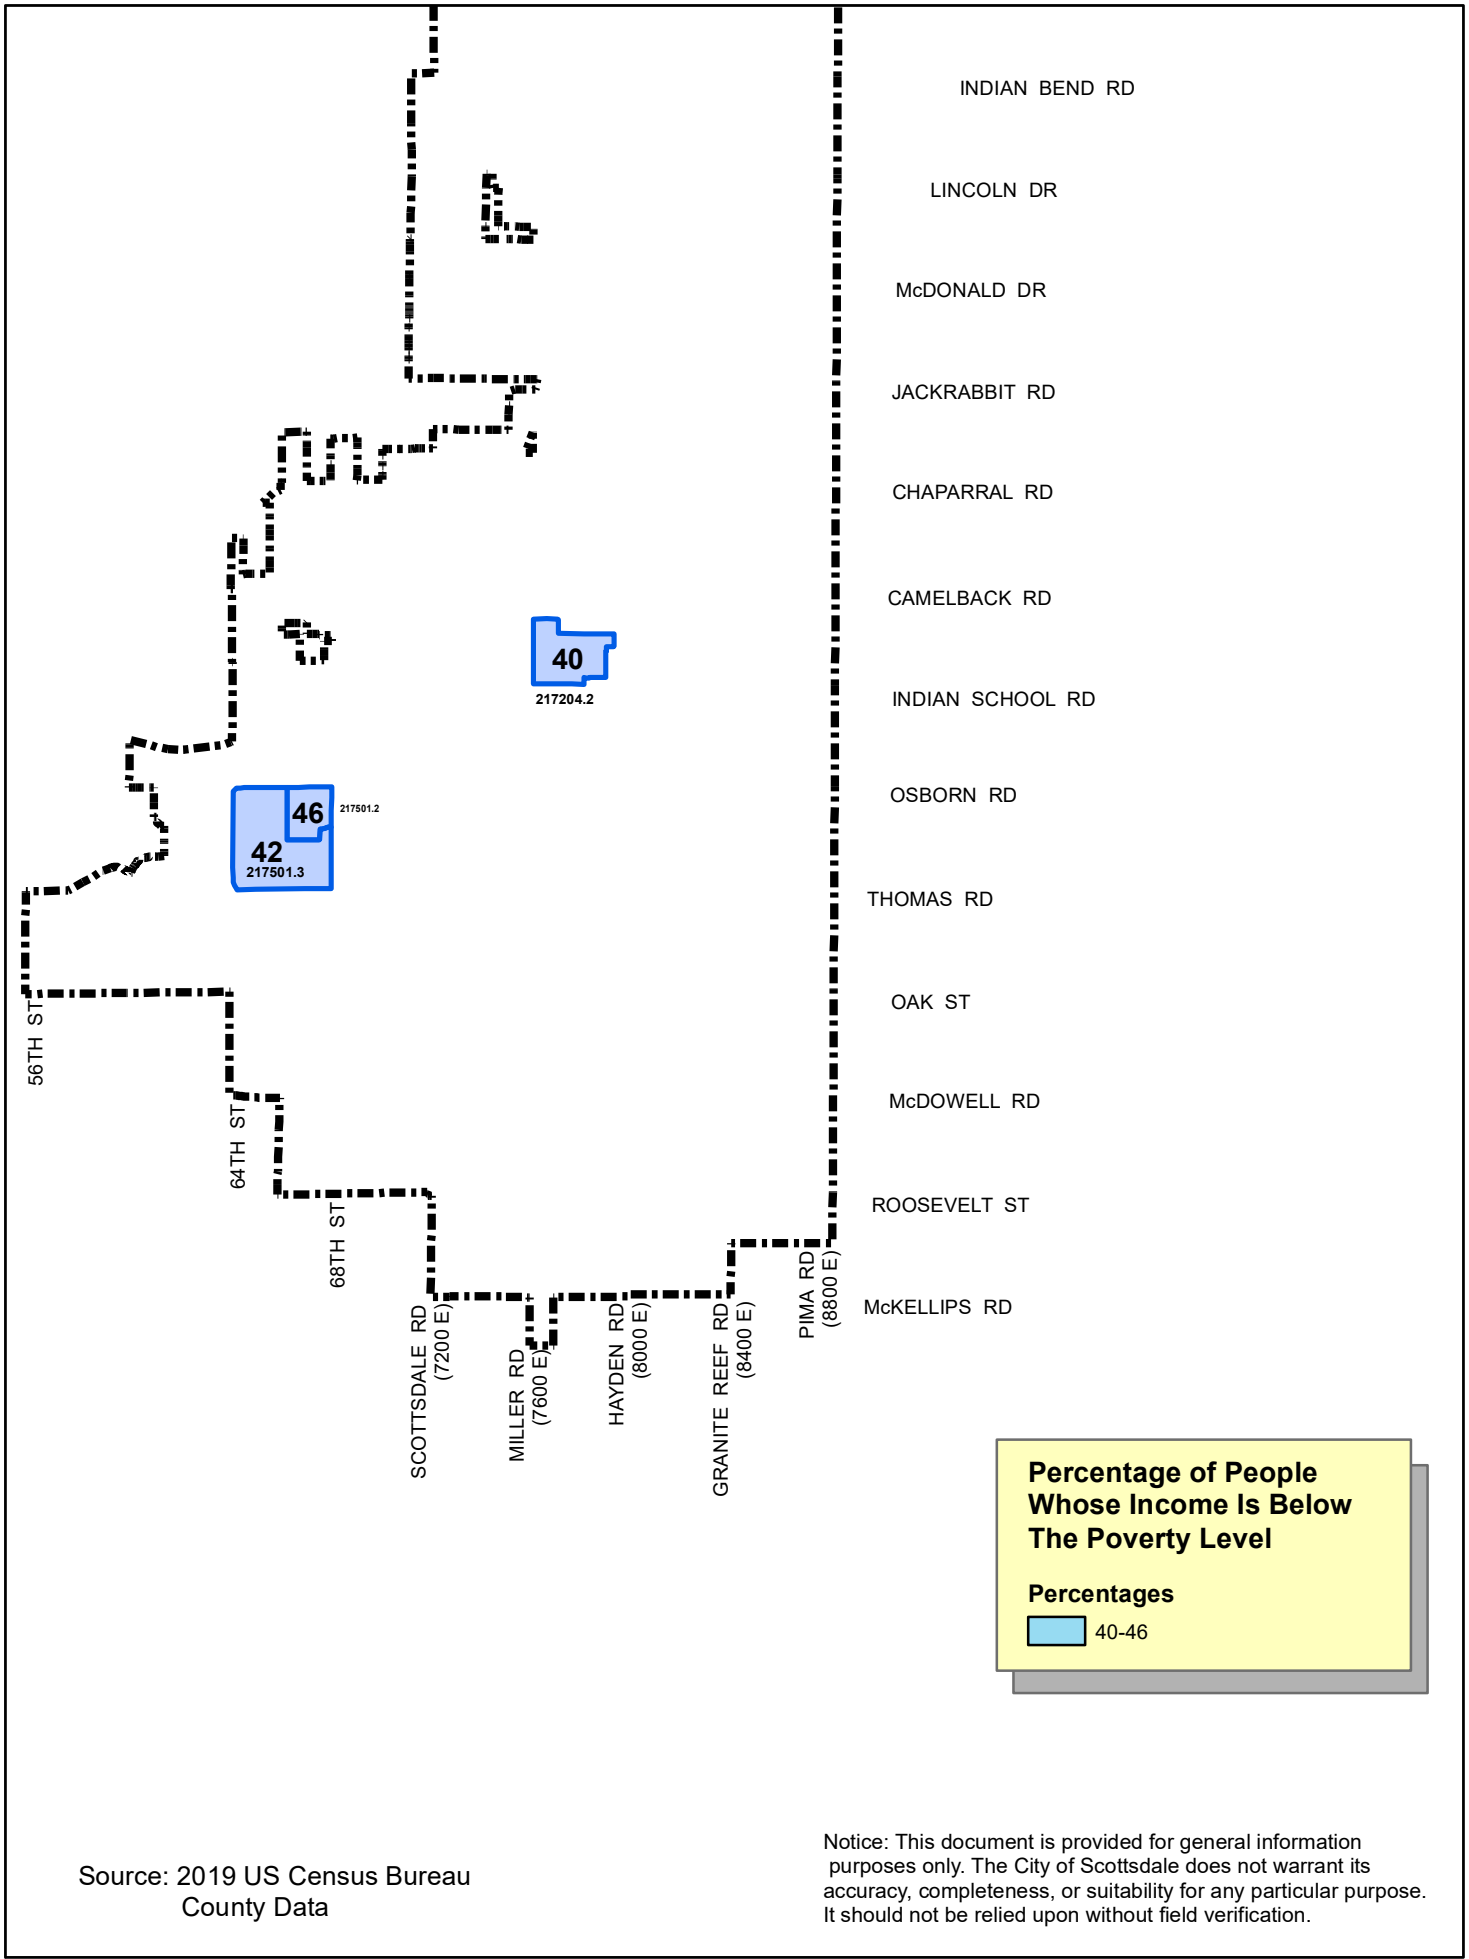 INDIAN BEND RD
LINCOLN DR
McDONALD DR
JACKRABBIT RD
CHAPARRAL RD
CAMELBACK RD
40
217204.2
INDIAN SCHOOL RD
OSBORN RD
46
217501.2
42
217501.3
THOMAS RD
OAK ST
56TH ST
McDOWELL RD
64TH ST
ROOSEVELT ST
68TH ST
McKELLIPS RD
SCOTTSDALE RD
(7200 E)
MILLER RD
(7600 E)
HAYDEN RD
(8000 E)
GRANITE REEF RD
(8400 E)
PIMA RD
(8800 E)
Percentage of People
Whose Income Is Below
The Poverty Level
Percentages
40-46
Source: 2019 US Census Bureau
County Data
Notice: This document is provided for general information
purposes only. The City of Scottsdale does not warrant its
accuracy, completeness, or suitability for any particular purpose.
It should not be relied upon without field verification.